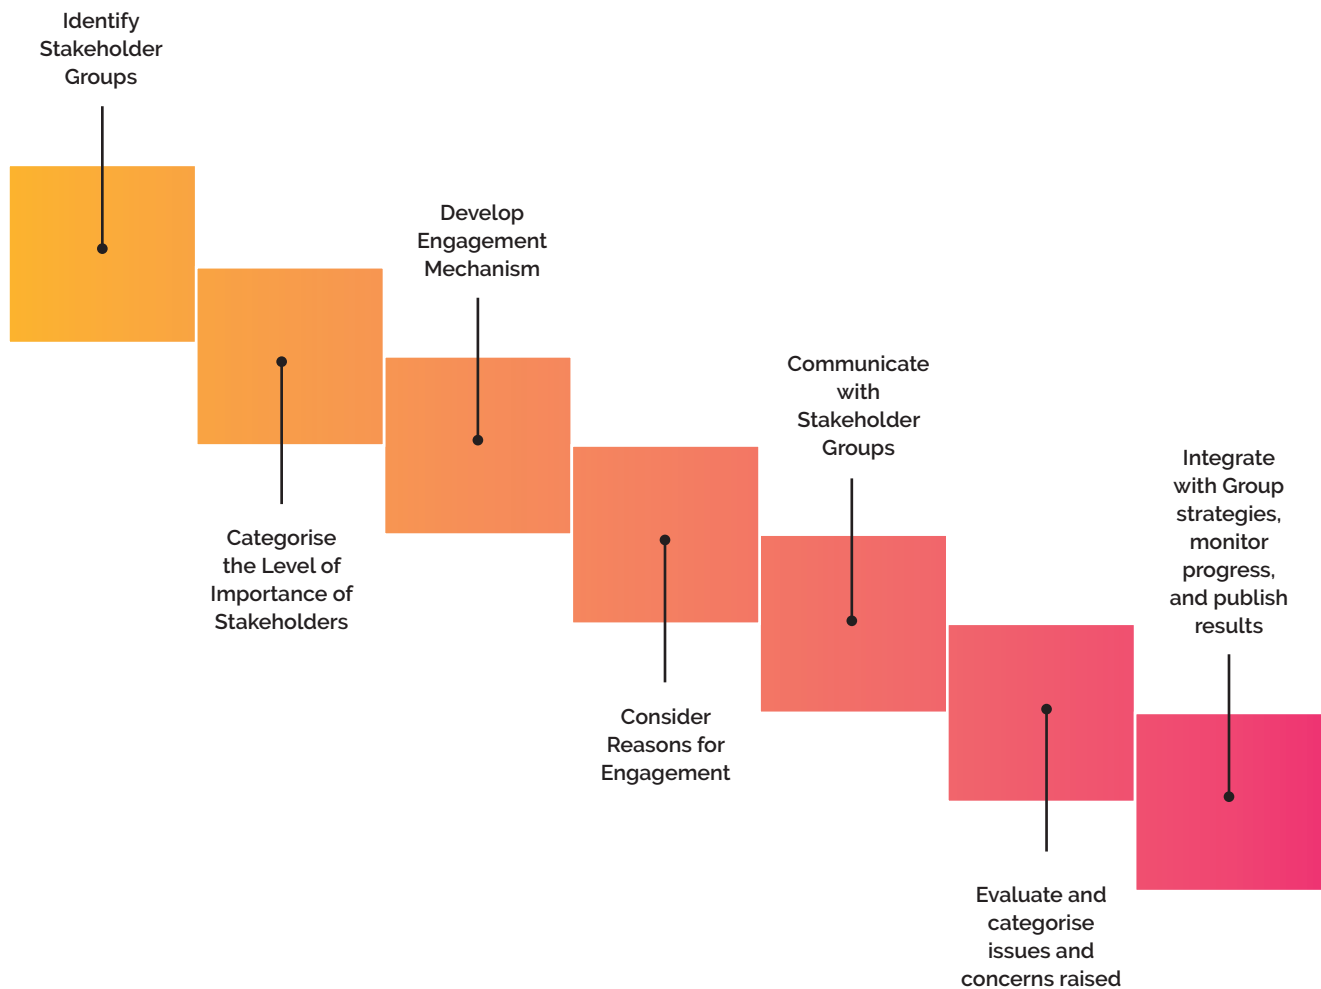 Identify
Stakeholder
Groups
Categorise
the Level of
Importance of
Stakeholders
Develop
Engagement
Mechanism
Consider
Reasons for
Engagement
Communicate
with
Stakeholder
Groups
Evaluate and
categorise
issues and
concerns raised
Integrate
with Group
strategies,
monitor
progress,
and publish
results